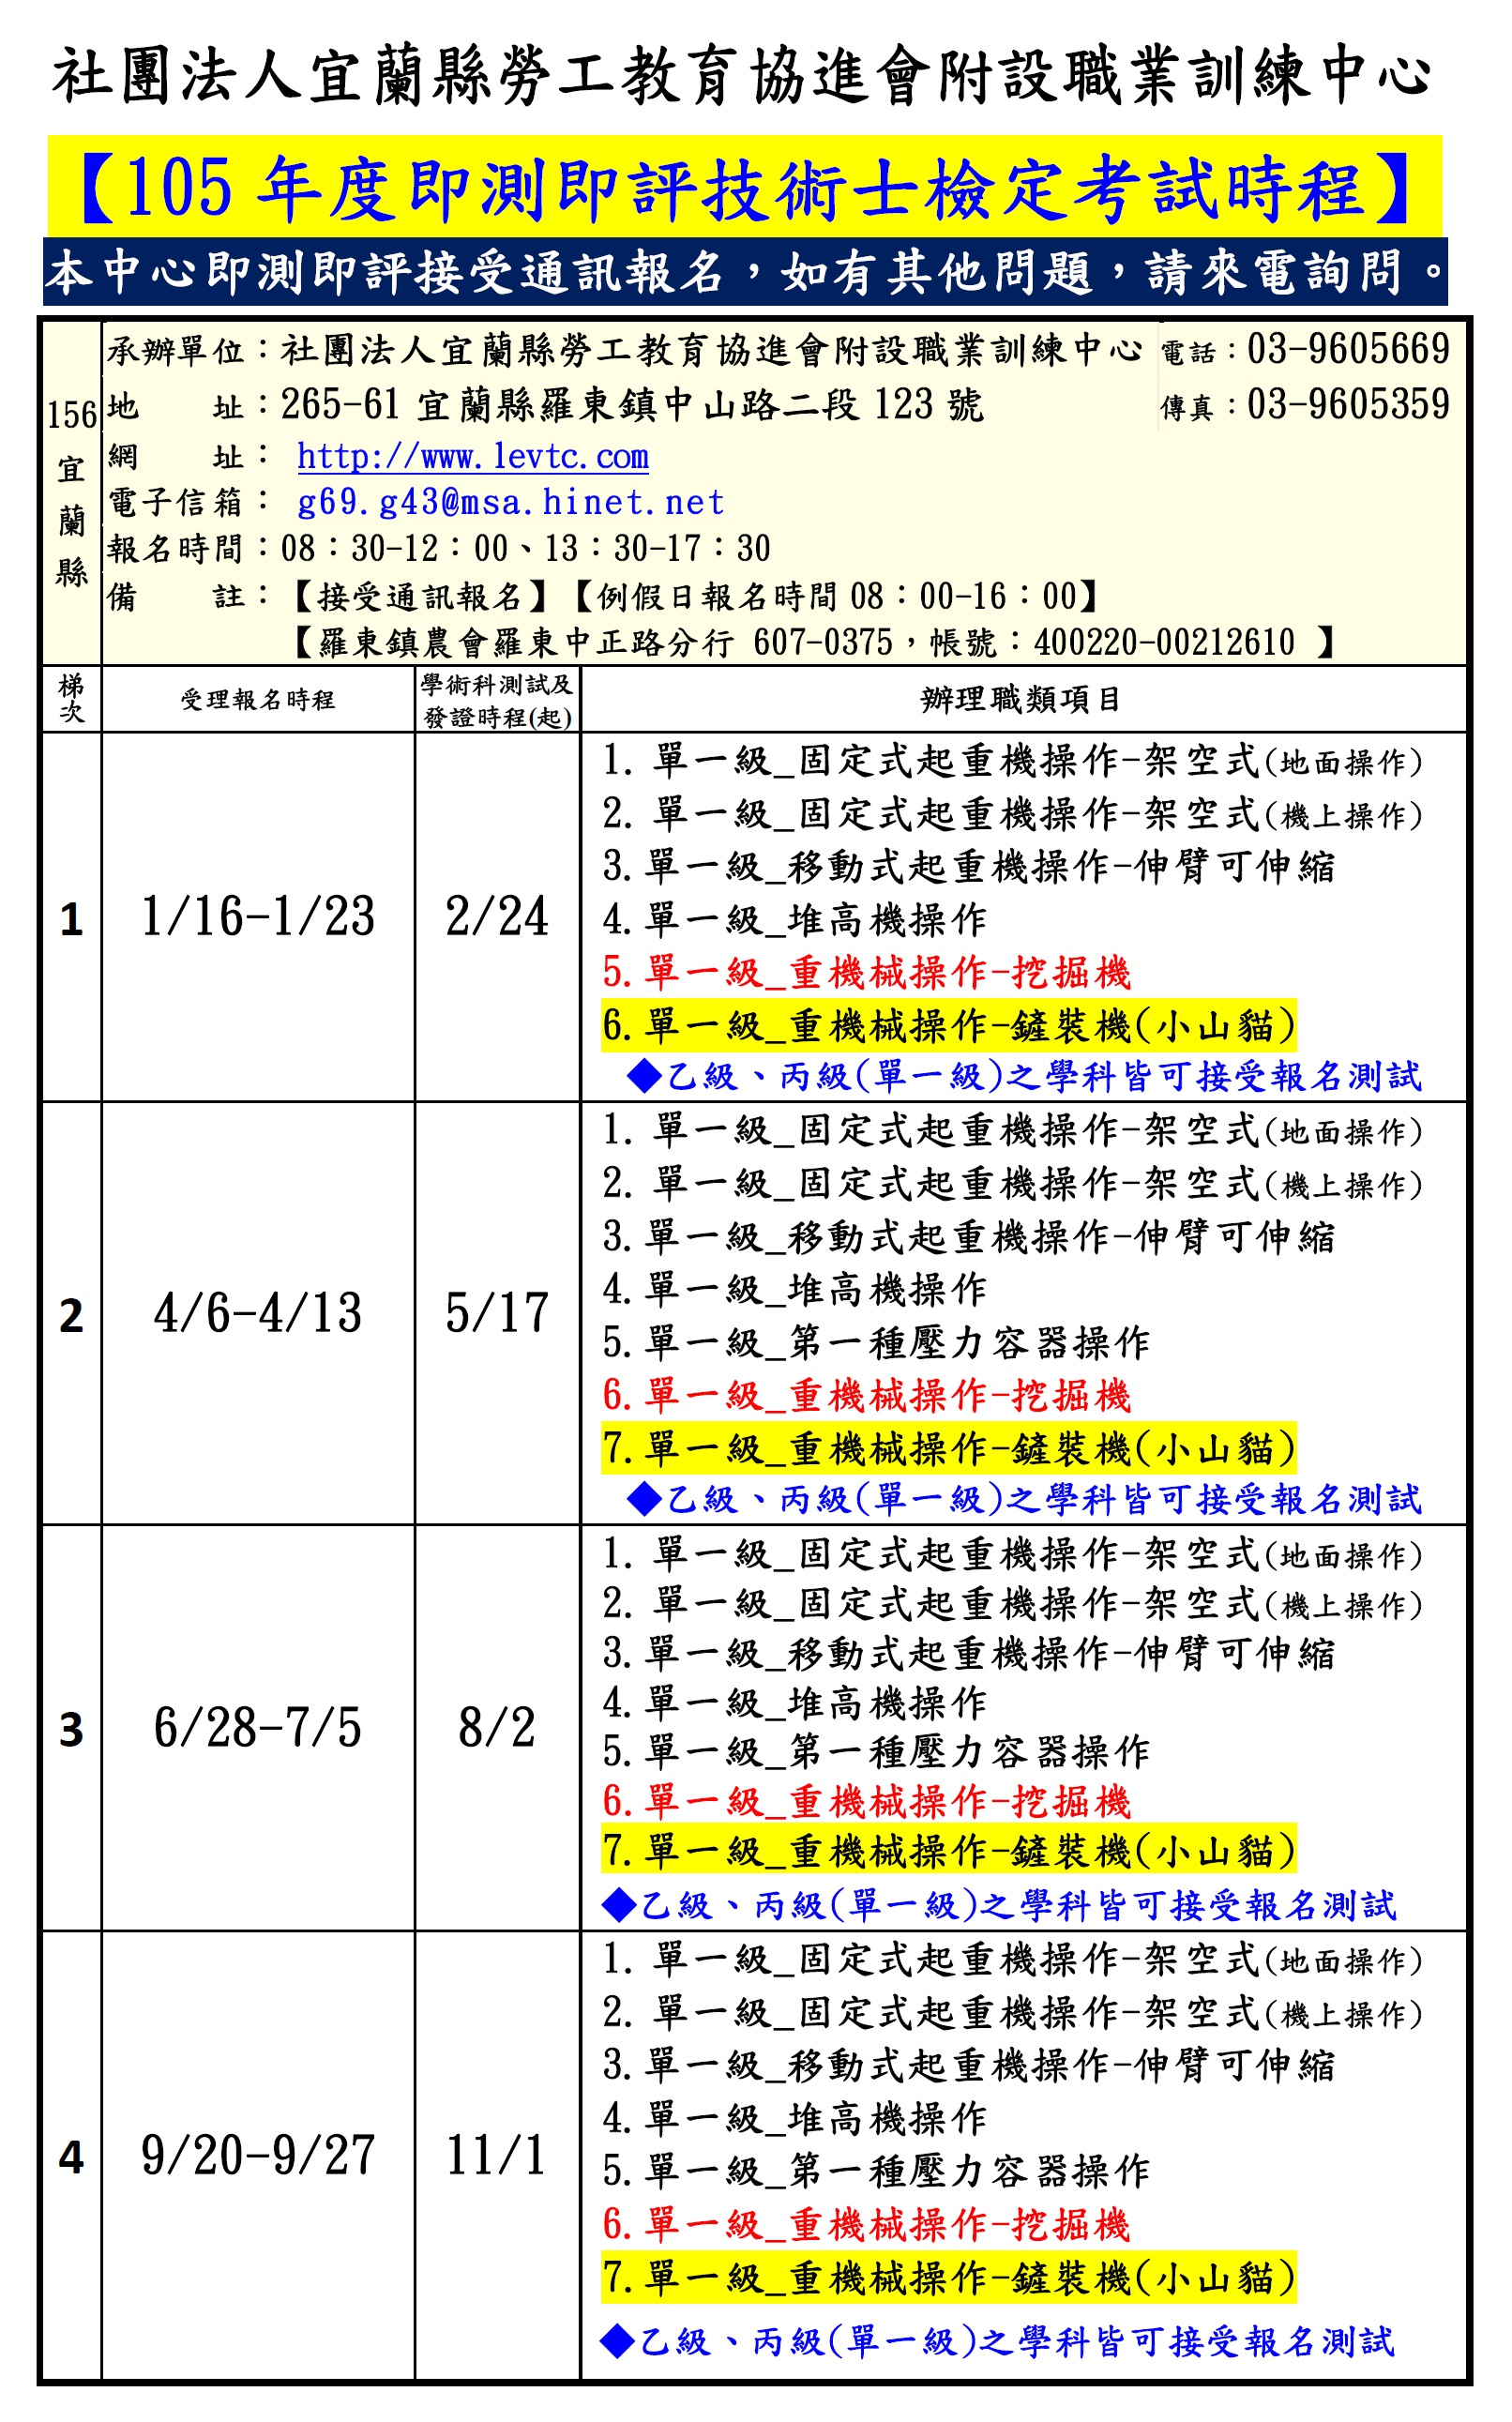 社團法人宜蘭縣勞工教育協進會附設職業訓練中心
【105 年度即測即評技術士檢定考試時程】
本中心即測即評接受通訊報名，如有其他問題，請來電詢問。
156
宜
蘭
縣
承辦單位：社團法人宜蘭縣勞工教育協進會附設職業訓練中心 電話：03-9605669
地　　址：265-61 宜蘭縣羅東鎮中山路二段 123 號 傳真：03-9605359
網　　址： http://www.levtc.com
電子信箱： g69.g43@msa.hinet.net
報名時間：08：30-12：00、13：30-17：30
備　　註：【接受通訊報名】【例假日報名時間 08：00-16：00】
【羅東鎮農會羅東中正路分行 607-0375，帳號：400220-00212610 】
梯次
受理報名時程
學術科測試及
發證時程(起)
辦理職類項目
1
1/16-1/23
2/24
1. 單一級_固定式起重機操作-架空式(地面操作)
2. 單一級_固定式起重機操作-架空式(機上操作)
3. 單一級_移動式起重機操作-伸臂可伸縮
4. 單一級_堆高機操作
5. 單一級_重機械操作-挖掘機
6. 單一級_重機械操作-鏟裝機(小山貓)
◆乙級、丙級(單一級)之學科皆可接受報名測試
2
4/6-4/13
5/17
1. 單一級_固定式起重機操作-架空式(地面操作)
2. 單一級_固定式起重機操作-架空式(機上操作)
3. 單一級_移動式起重機操作-伸臂可伸縮
4. 單一級_堆高機操作
5. 單一級_第一種壓力容器操作
6. 單一級_重機械操作-挖掘機
7. 單一級_重機械操作-鏟裝機(小山貓)
◆乙級、丙級(單一級)之學科皆可接受報名測試
3
6/28-7/5
8/2
1. 單一級_固定式起重機操作-架空式(地面操作)
2. 單一級_固定式起重機操作-架空式(機上操作)
3. 單一級_移動式起重機操作-伸臂可伸縮
4. 單一級_堆高機操作
5. 單一級_第一種壓力容器操作
6. 單一級_重機械操作-挖掘機
7. 單一級_重機械操作-鏟裝機(小山貓)
◆乙級、丙級(單一級)之學科皆可接受報名測試
4
9/20-9/27
11/1
1. 單一級_固定式起重機操作-架空式(地面操作)
2. 單一級_固定式起重機操作-架空式(機上操作)
3. 單一級_移動式起重機操作-伸臂可伸縮
4. 單一級_堆高機操作
5. 單一級_第一種壓力容器操作
6. 單一級_重機械操作-挖掘機
7. 單一級_重機械操作-鏟裝機(小山貓)
◆乙級、丙級(單一級)之學科皆可接受報名測試